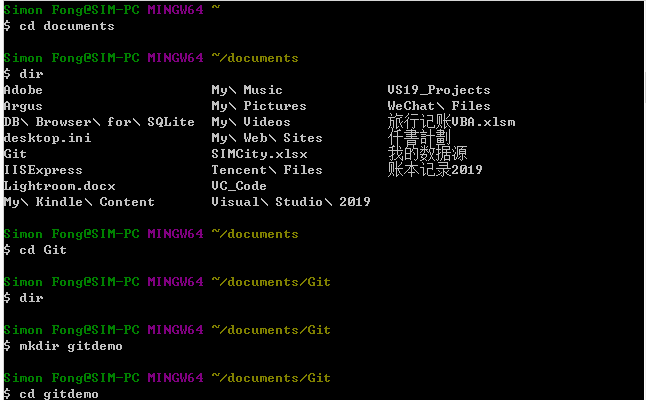 Simon Fong@SIM-PC MINGW64 ~
$ cd documents
Simon Fong@SIM-PC MINGW64 ~/documents
$ dir
Adobe My\ Music VS19_Projects
Argus My\ Pictures WeChat\ Files
DB\ Browser\ for\ SQLite My\ Videos 旅行记账VBA.xlsm
desktop.ini My\ Web\ Sites 仟書計劃
Git SIMCity.xlsx 我的数据源
IISExpress Tencent\ Files 账本记录2019
Lightroom.docx VC_Code
My\ Kindle\ Content Visual\ Studio\ 2019
Simon Fong@SIM-PC MINGW64 ~/documents
$ cd Git
Simon Fong@SIM-PC MINGW64 ~/documents/Git
$ dir
Simon Fong@SIM-PC MINGW64 ~/documents/Git
$ mkdir gitdemo
Simon Fong@SIM-PC MINGW64 ~/documents/Git
$ cd gitdemo